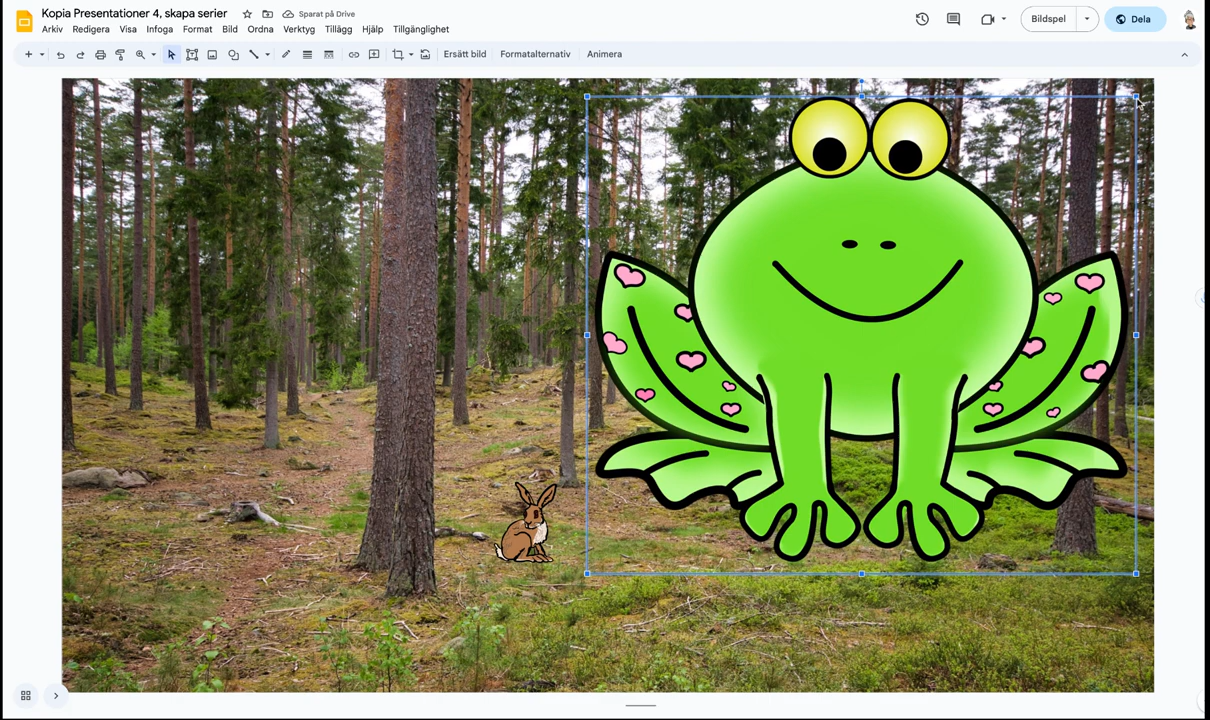 Kopia Presentationer 4, skapa serier
Sparat på Drive
Arkiv Redigera Visa Infoga Format Bild Ordna Verktyg Tillägg Hjälp Tillgänglighet
Bildspel
Dela
Ersätt bild Formatalternativ Animera